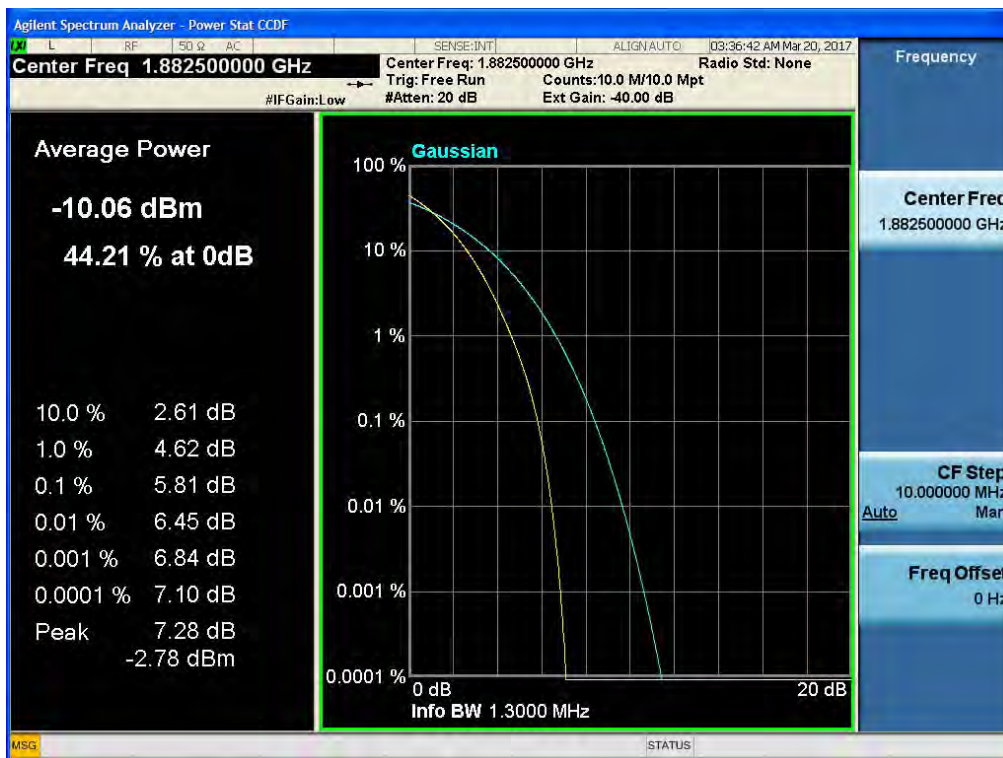 Agilent Spectrum Analyzer - Power Stat CCDF
LXI L RF 50 Ω AC SENSE:INT ALIGN AUTO 03:36:42 AM Mar 20, 2017
Center Freq 1.882500000 GHz
Center Freq: 1.882500000 GHz Radio Std: None
Trig: Free Run Counts:10.0 M/10.0 Mpt
#IFGain:Low #Atten: 20 dB Ext Gain: -40.00 dB
Average Power
-10.06 dBm
44.21 % at 0dB
10.0 % 2.61 dB
1.0 % 4.62 dB
0.1 % 5.81 dB
0.01 % 6.45 dB
0.001 % 6.84 dB
0.0001 % 7.10 dB
Peak 7.28 dB
-2.78 dBm
Gaussian
100 %
10 %
1 %
0.1 %
0.01 %
0.001 %
0.0001 %
0 dB 20 dB
Info BW 1.3000 MHz
Frequency
Center Freq
1.882500000 GHz
CF Step
10.000000 MHz
Auto Man
Freq Offset
0 Hz
MSG STATUS